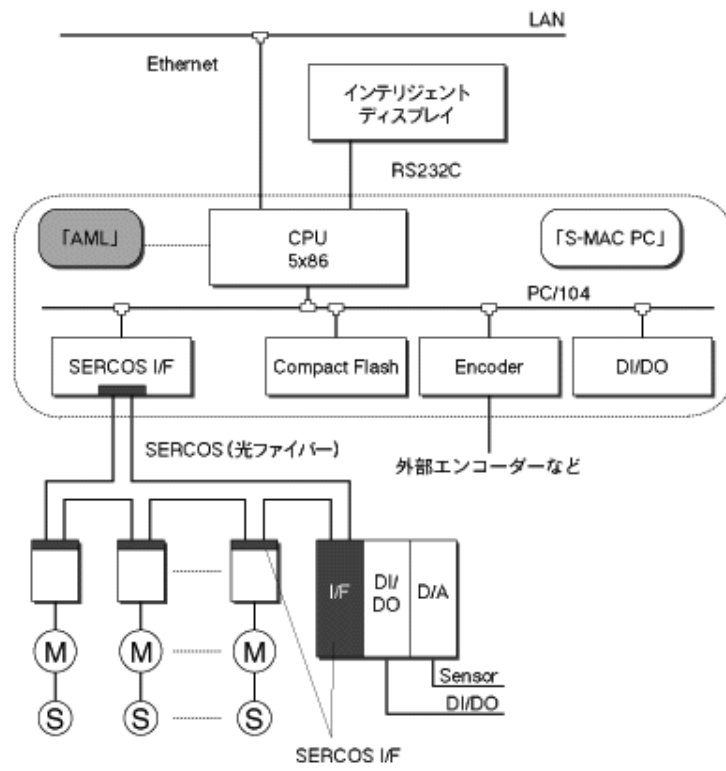 LAN
Ethernet
インテリジェント
ディスプレイ
RS232C
「AML」
CPU
5x86
「S-MAC PC」
PC/104
SERCOS I/F
Compact Flash
Encoder
DI/DO
SERCOS（光ファイバー）
外部エンコーダーなど
I/F
DI/
DO
D/A
M
M
M
Sensor
S
S
S
DI/DO
SERCOS I/F